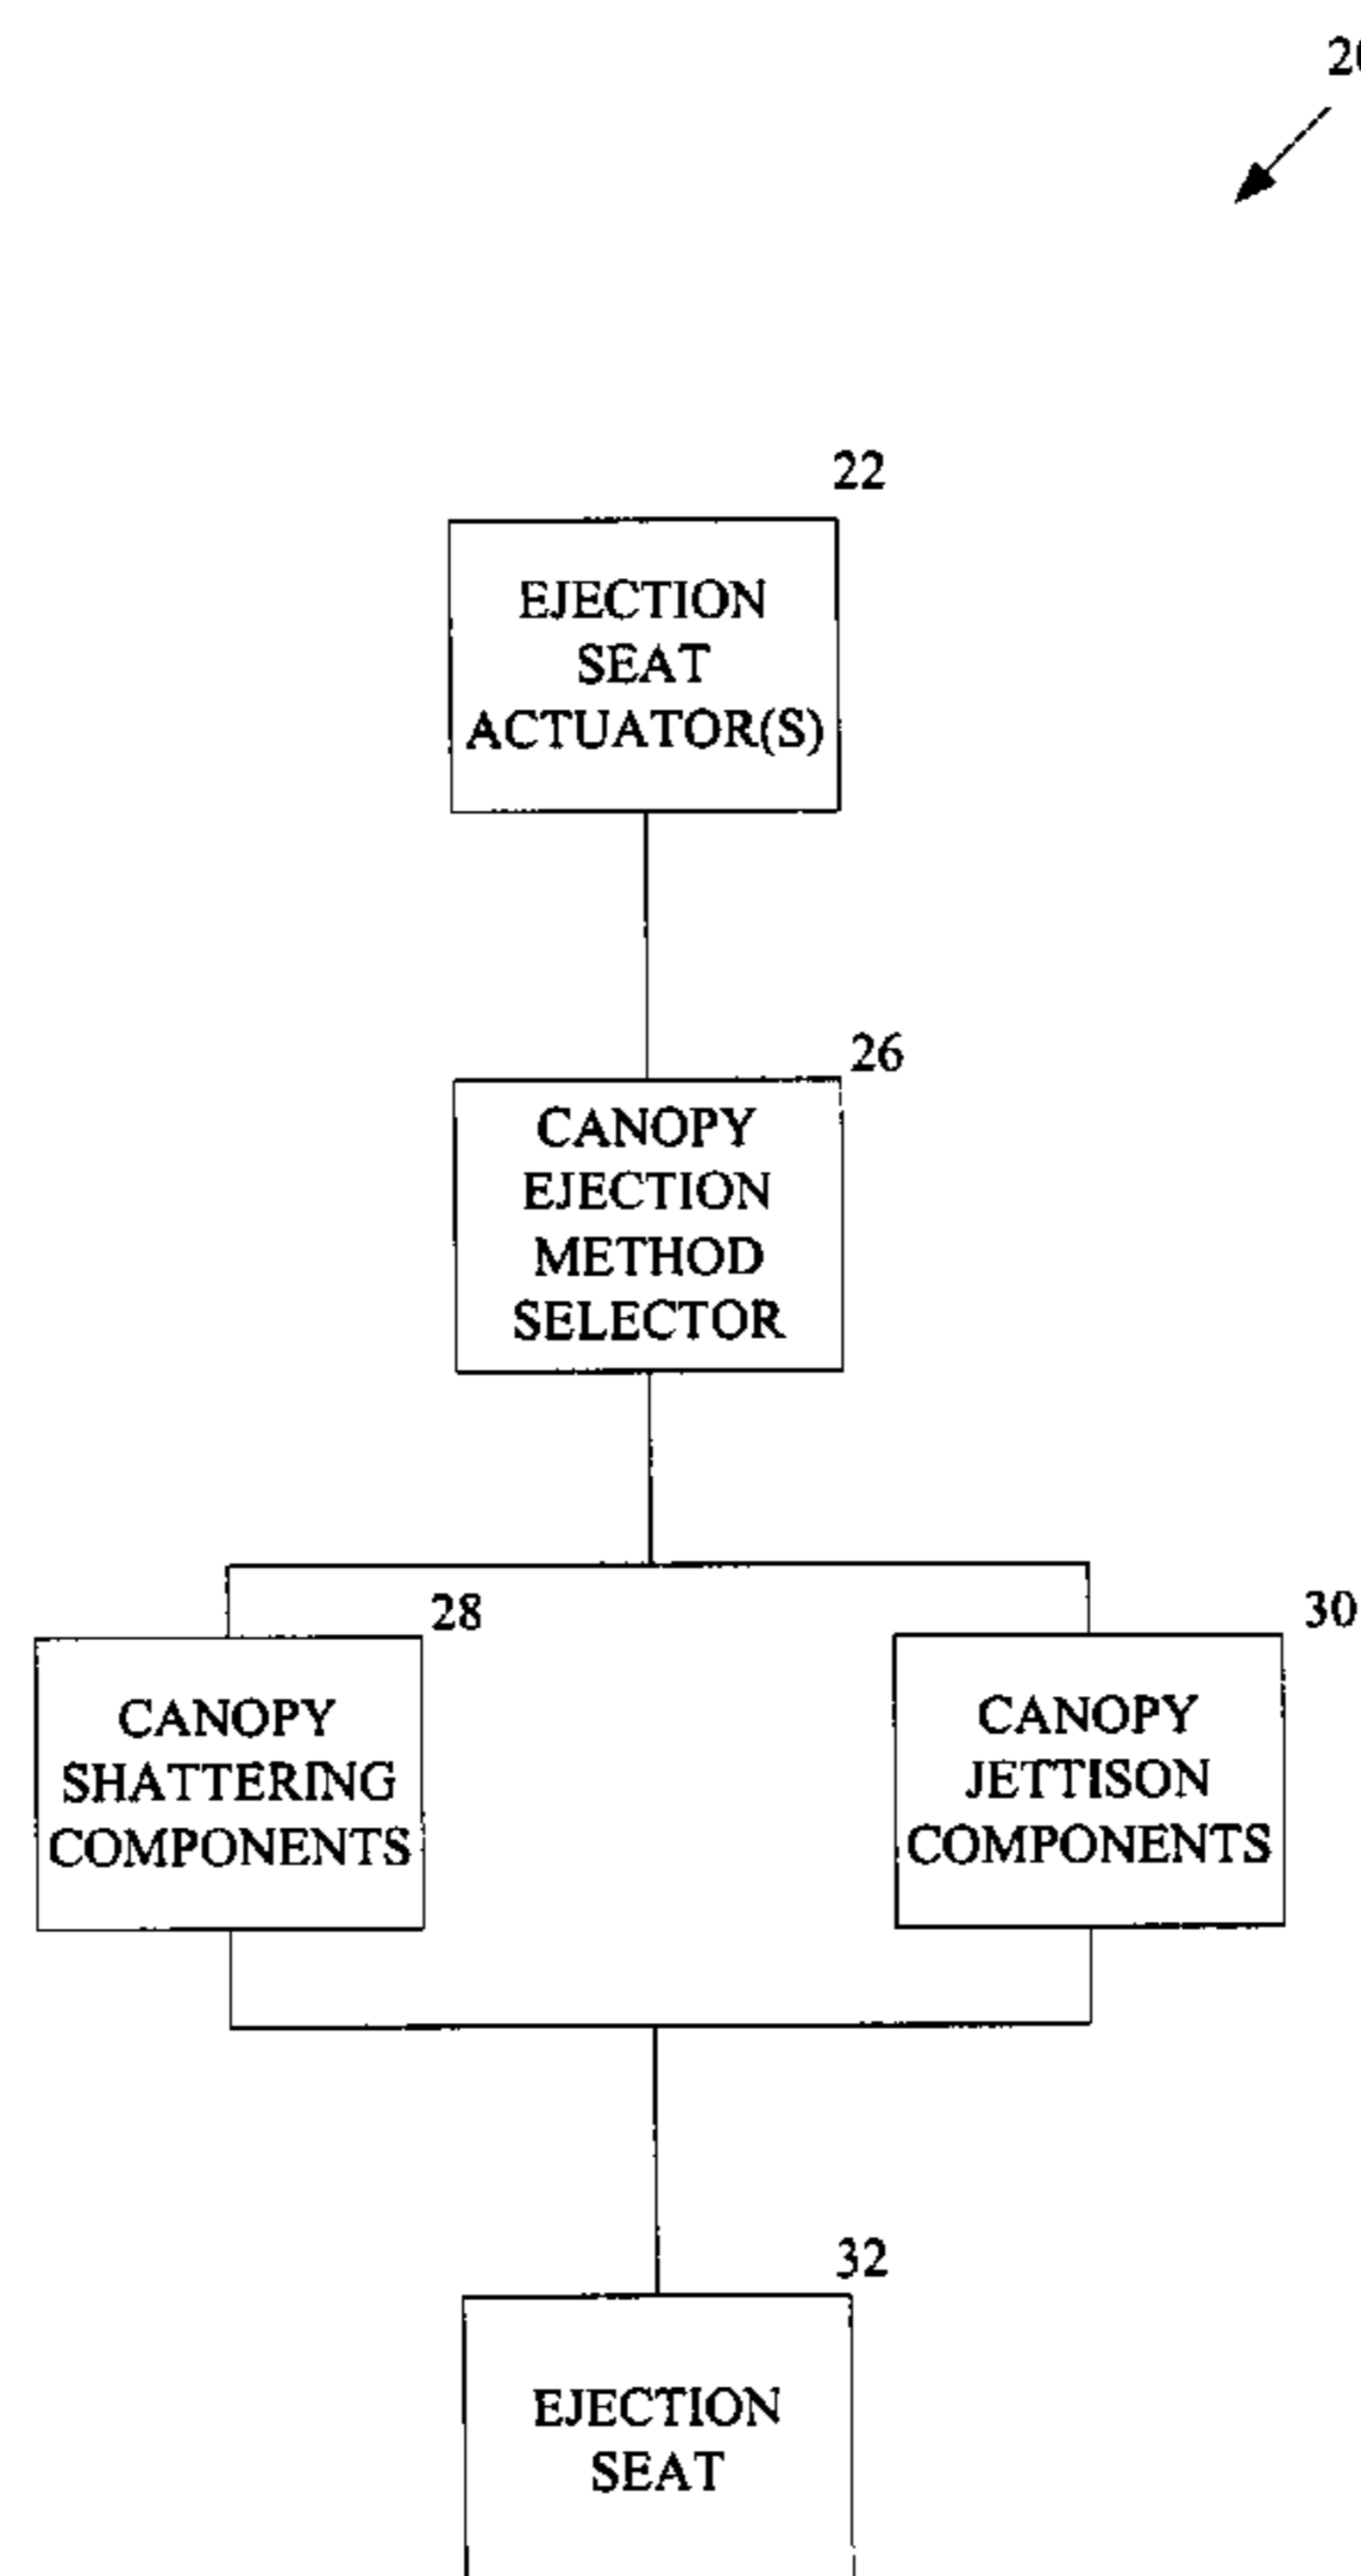 22
EJECTION
SEAT
ACTUATOR(S)
26
CANOPY
EJECTION
METHOD
SELECTOR
28
CANOPY
SHATTERING
COMPONENTS
30
CANOPY
JETTISON
COMPONENTS
32
EJECTION
SEAT